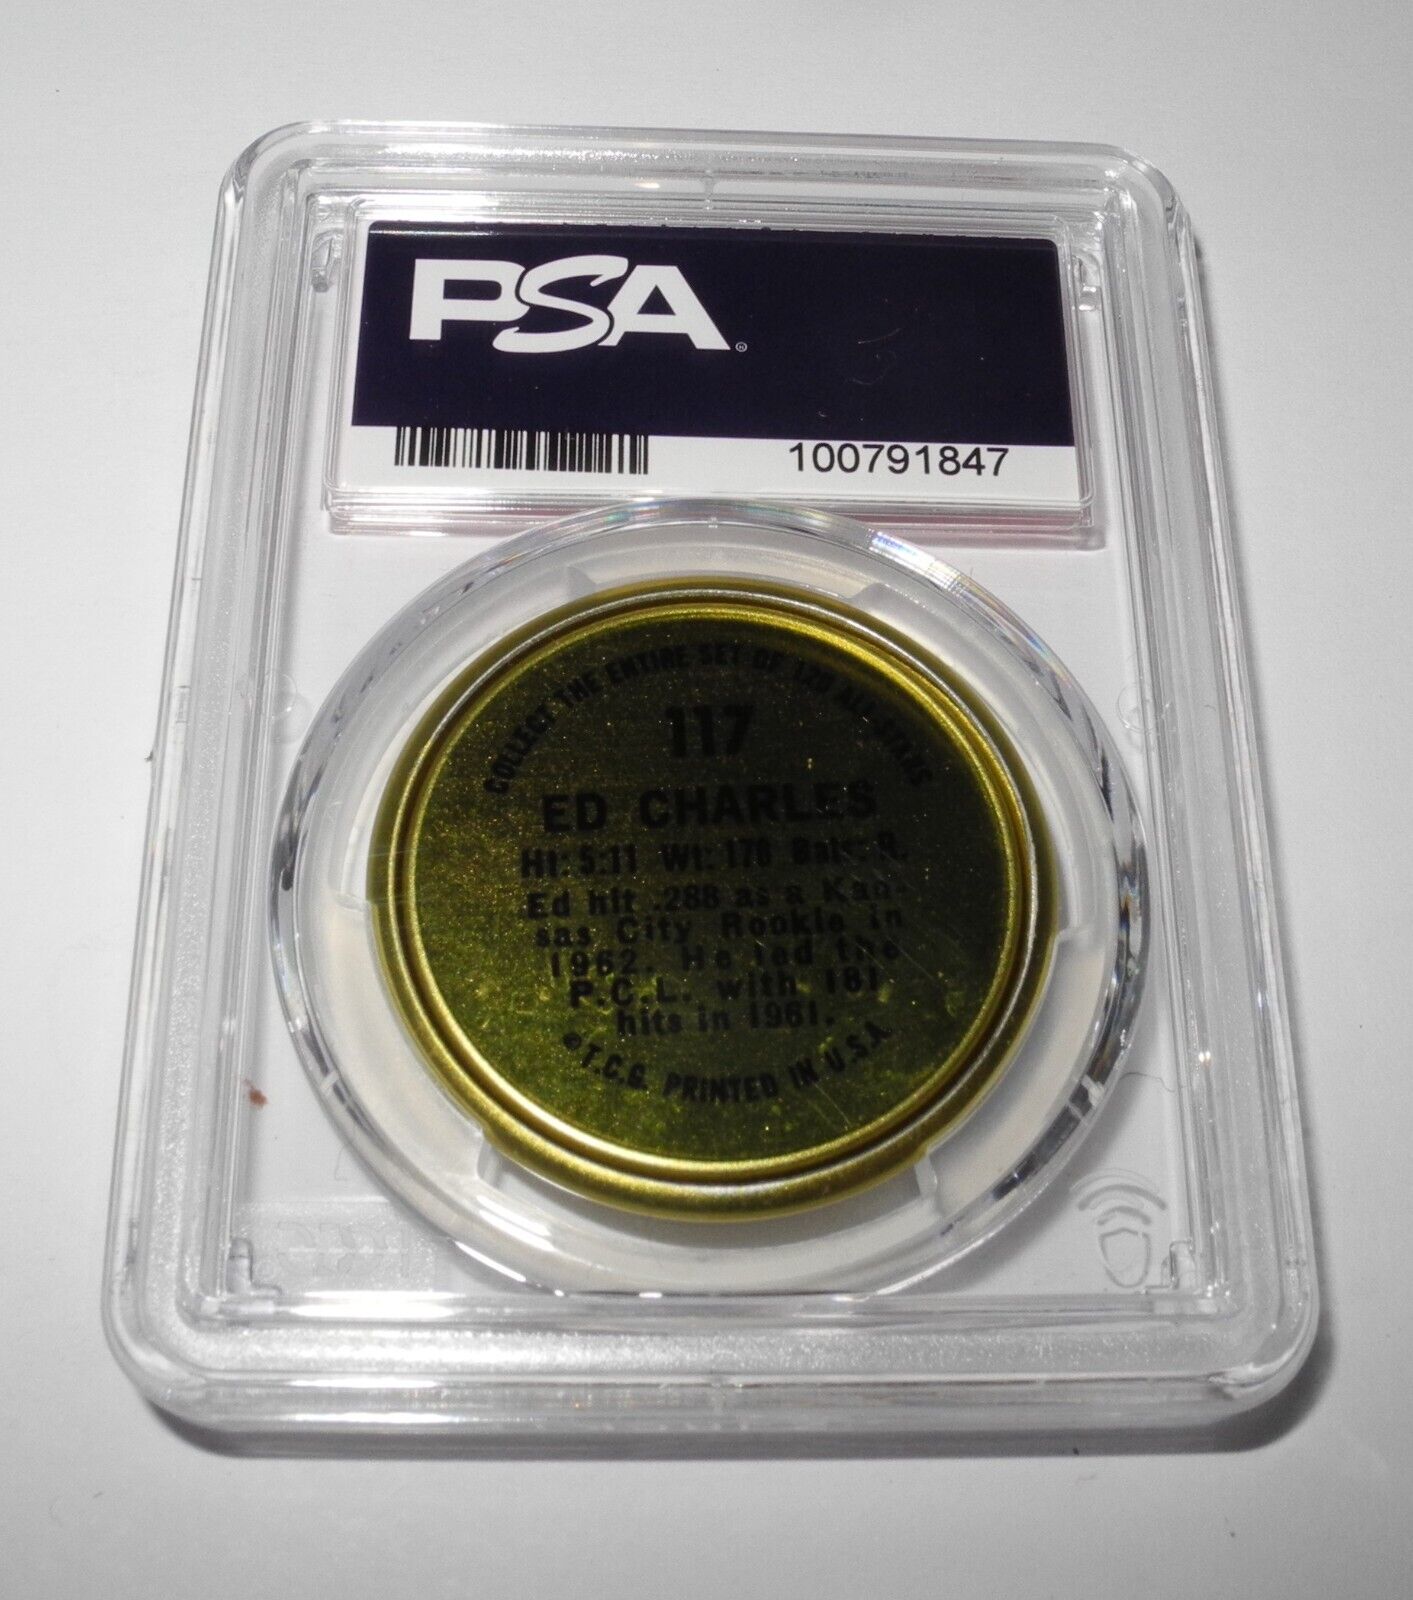 PSA®
100791847
COLLECT THE ENTIRE SET OF 120 ALL-STARS
117
ED CHARLES
Ht: 5:11 Wt: 176 Bats: R.
Ed hit .288 as a Kan-
sas City Rookie in
1962. He led the
P.C.L. with 181
hits in 1961.
©T.C.G. PRINTED IN U.S.A.